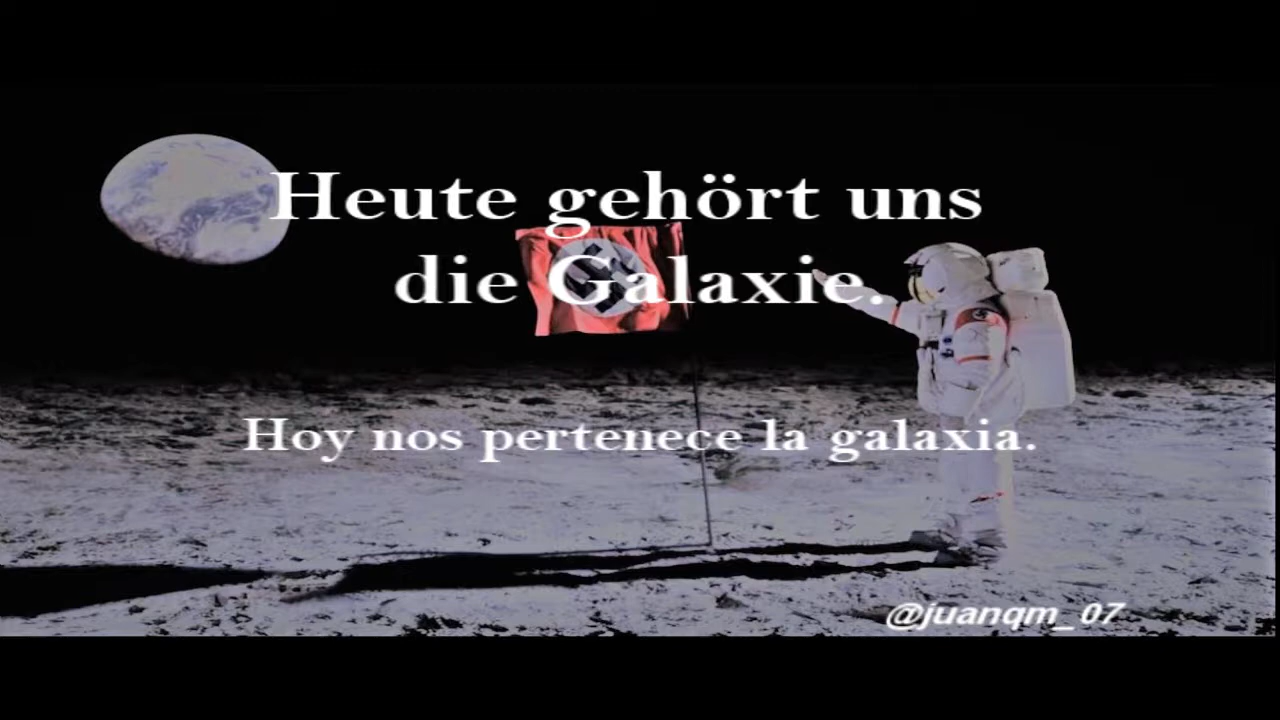 Heute gehört uns
die Galaxie.
Hoy nos pertenece la galaxia.
@juanqm_07